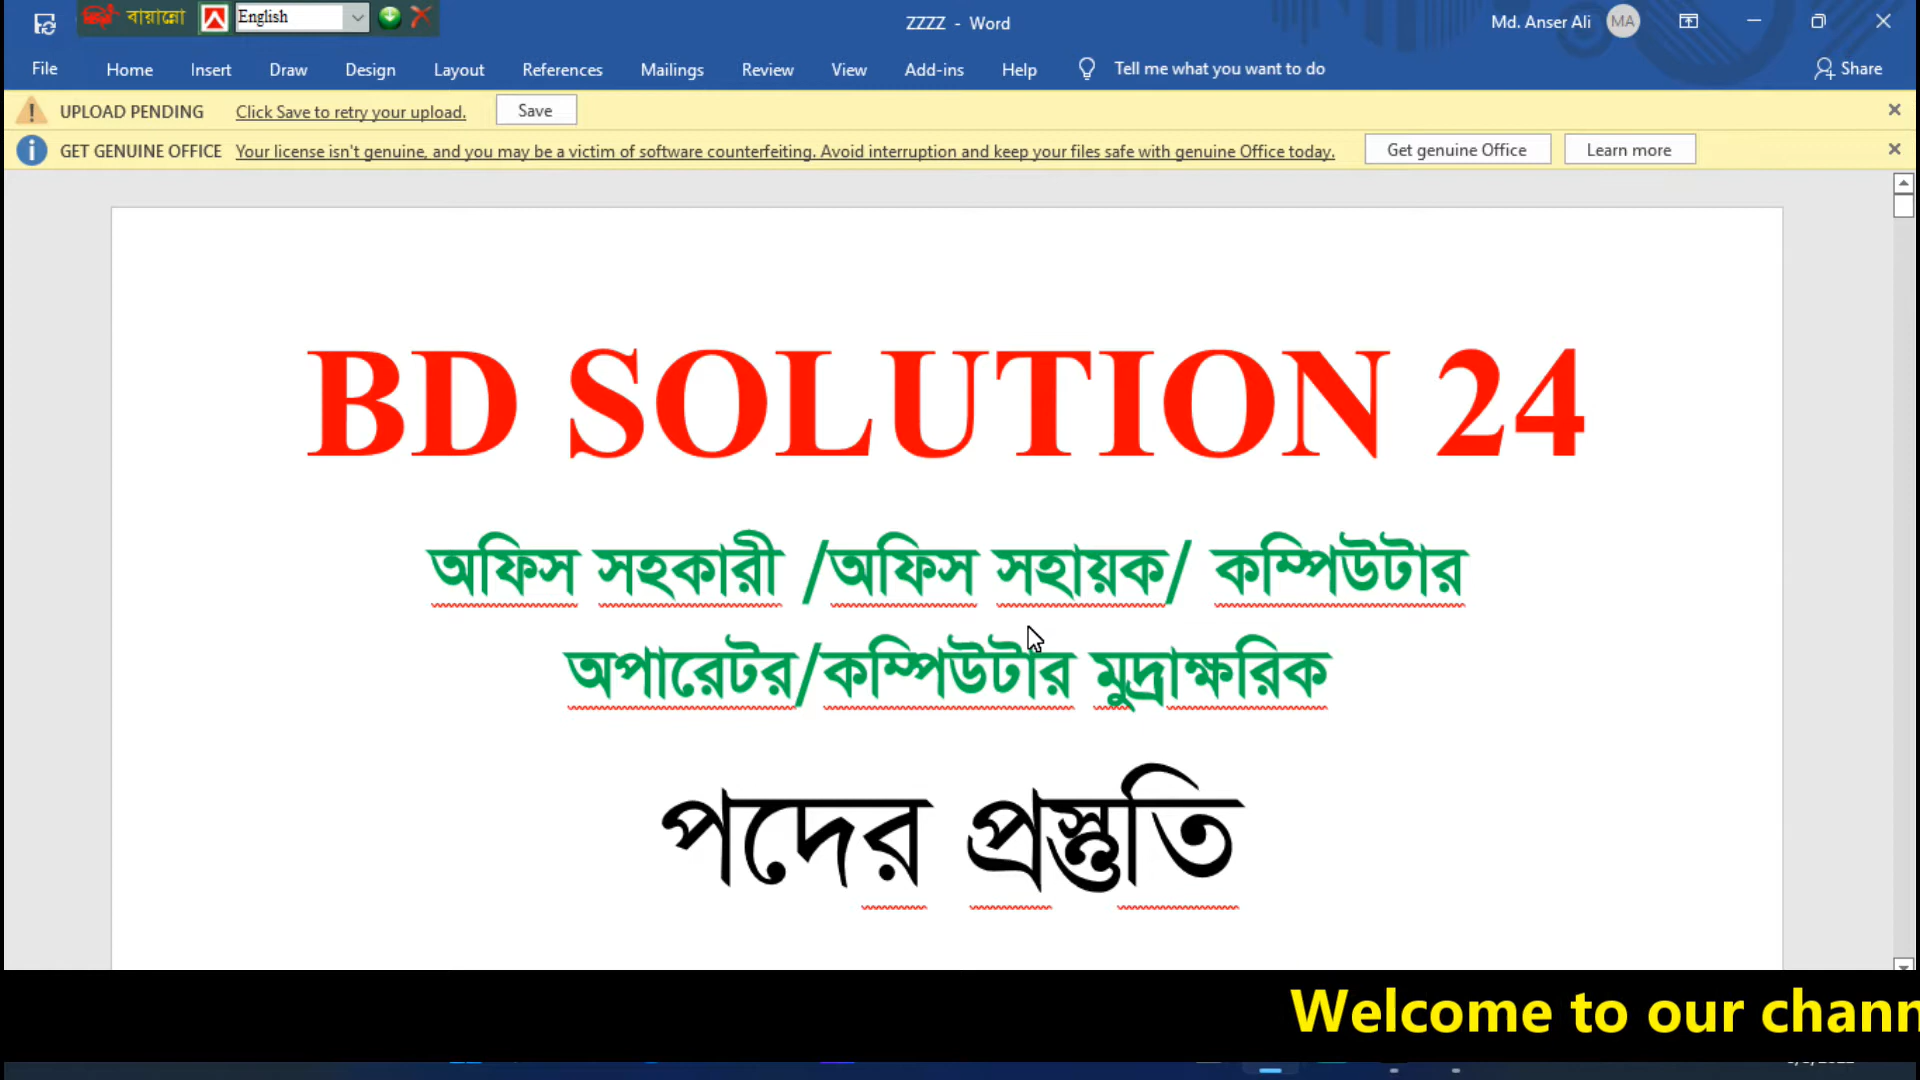 বায়ান্নো English ZZZZ - Word Md. Anser Ali MA
File Home Insert Draw Design Layout References Mailings Review View Add-ins Help Tell me what you want to do Share
UPLOAD PENDING Click Save to retry your upload. Save
GET GENUINE OFFICE Your license isn't genuine, and you may be a victim of software counterfeiting. Avoid interruption and keep your files safe with genuine Office today. Get genuine Office Learn more
BD SOLUTION 24
অফিস সহকারী /অফিস সহায়ক/ কম্পিউটার
অপারেটর/কম্পিউটার মুদ্রাক্ষরিক
পদের প্রস্তুতি
Welcome to our chann